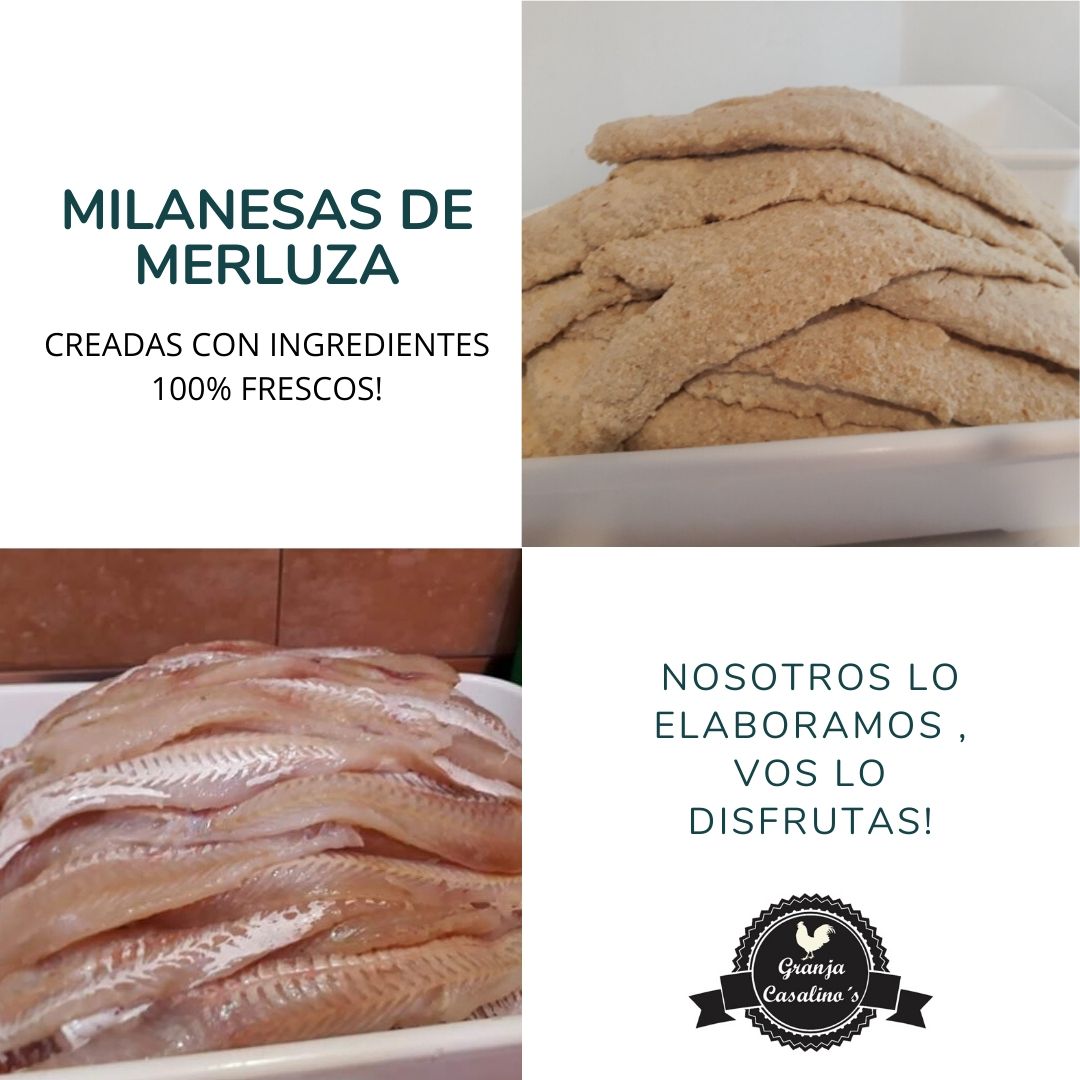 MILANESAS DE
MERLUZA
CREADAS CON INGREDIENTES
100% FRESCOS!
NOSOTROS LO
ELABORAMOS ,
VOS LO
DISFRUTAS!
Granja
Casalino´s